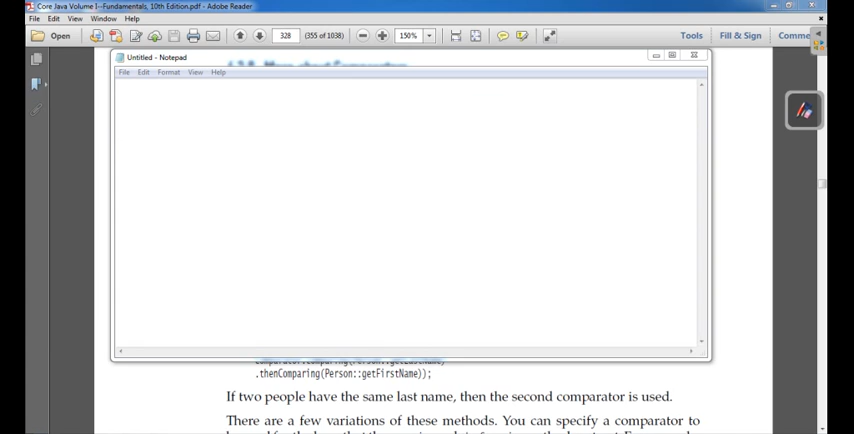 Core Java Volume I--Fundamentals, 10th Edition.pdf - Adobe Reader
File Edit View Window Help
Open 328 (355 of 1038) 150% Tools Fill & Sign Comme
Untitled - Notepad
File Edit Format View Help
.thenComparing(Person::getFirstName));
If two people have the same last name, then the second comparator is used.
There are a few variations of these methods. You can specify a comparator to